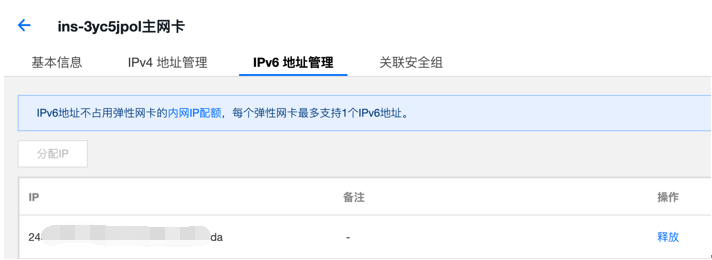 ins-3yc5jpol主网卡
基本信息 IPv4 地址管理 IPv6 地址管理 关联安全组
IPv6地址不占用弹性网卡的内网IP配额，每个弹性网卡最多支持1个IPv6地址。
分配IP
IP 备注 操作
24 da - 释放